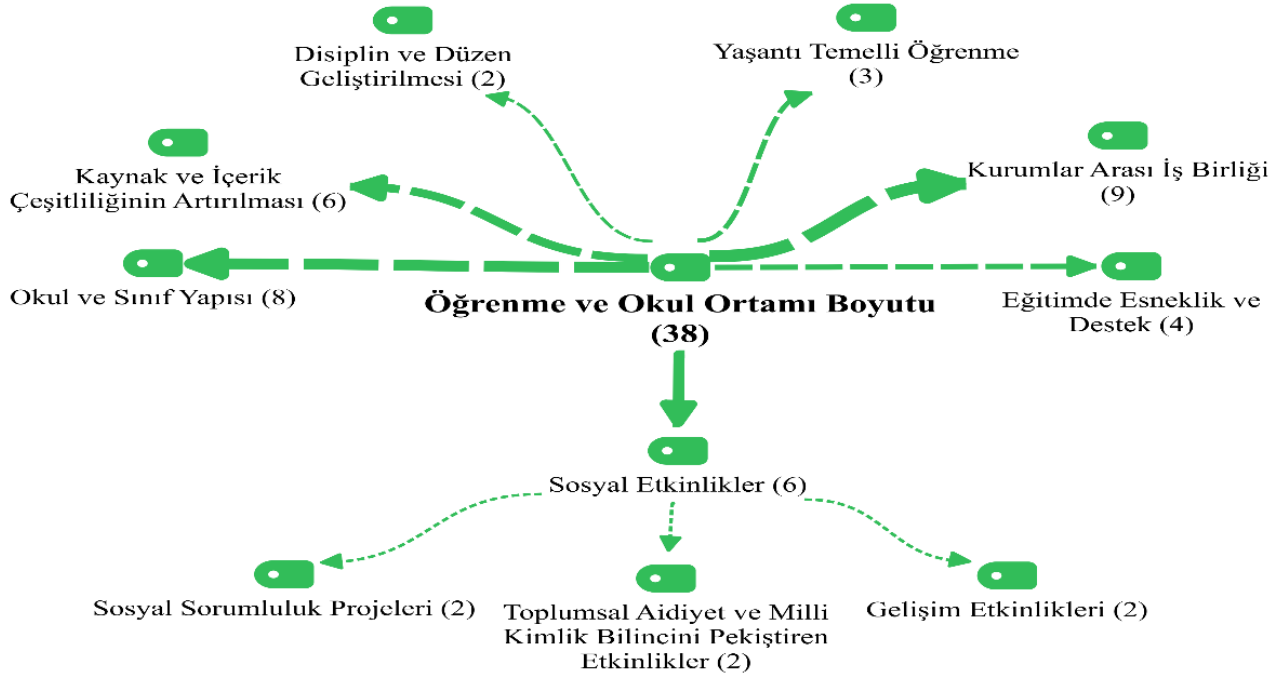 Disiplin ve Düzen
Geliştirilmesi (2)
Yaşantı Temelli Öğrenme
(3)
Kaynak ve İçerik
Çeşitliliğinin Artırılması (6)
Kurumlar Arası İş Birliği
(9)
Okul ve Sınıf Yapısı (8)
Öğrenme ve Okul Ortamı Boyutu
(38)
Eğitimde Esneklik ve
Destek (4)
Sosyal Etkinlikler (6)
Sosyal Sorumluluk Projeleri (2)
Toplumsal Aidiyet ve Milli
Kimlik Bilincini Pekiştiren
Etkinlikler (2)
Gelişim Etkinlikleri (2)